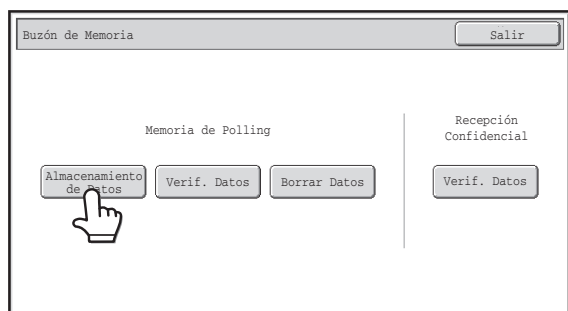 Buzón de Memoria
Salir
Memoria de Polling
Recepción
Confidencial
Almacenamiento
de Datos
Verif. Datos
Borrar Datos
Verif. Datos